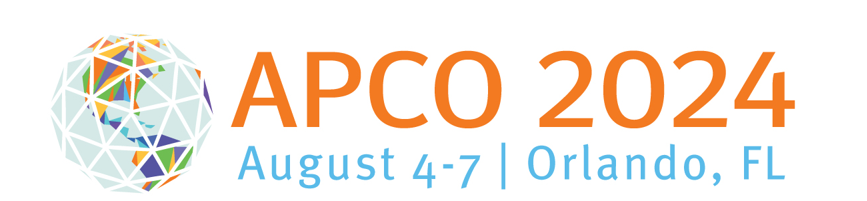 APCO 2024
August 4-7 | Orlando, FL